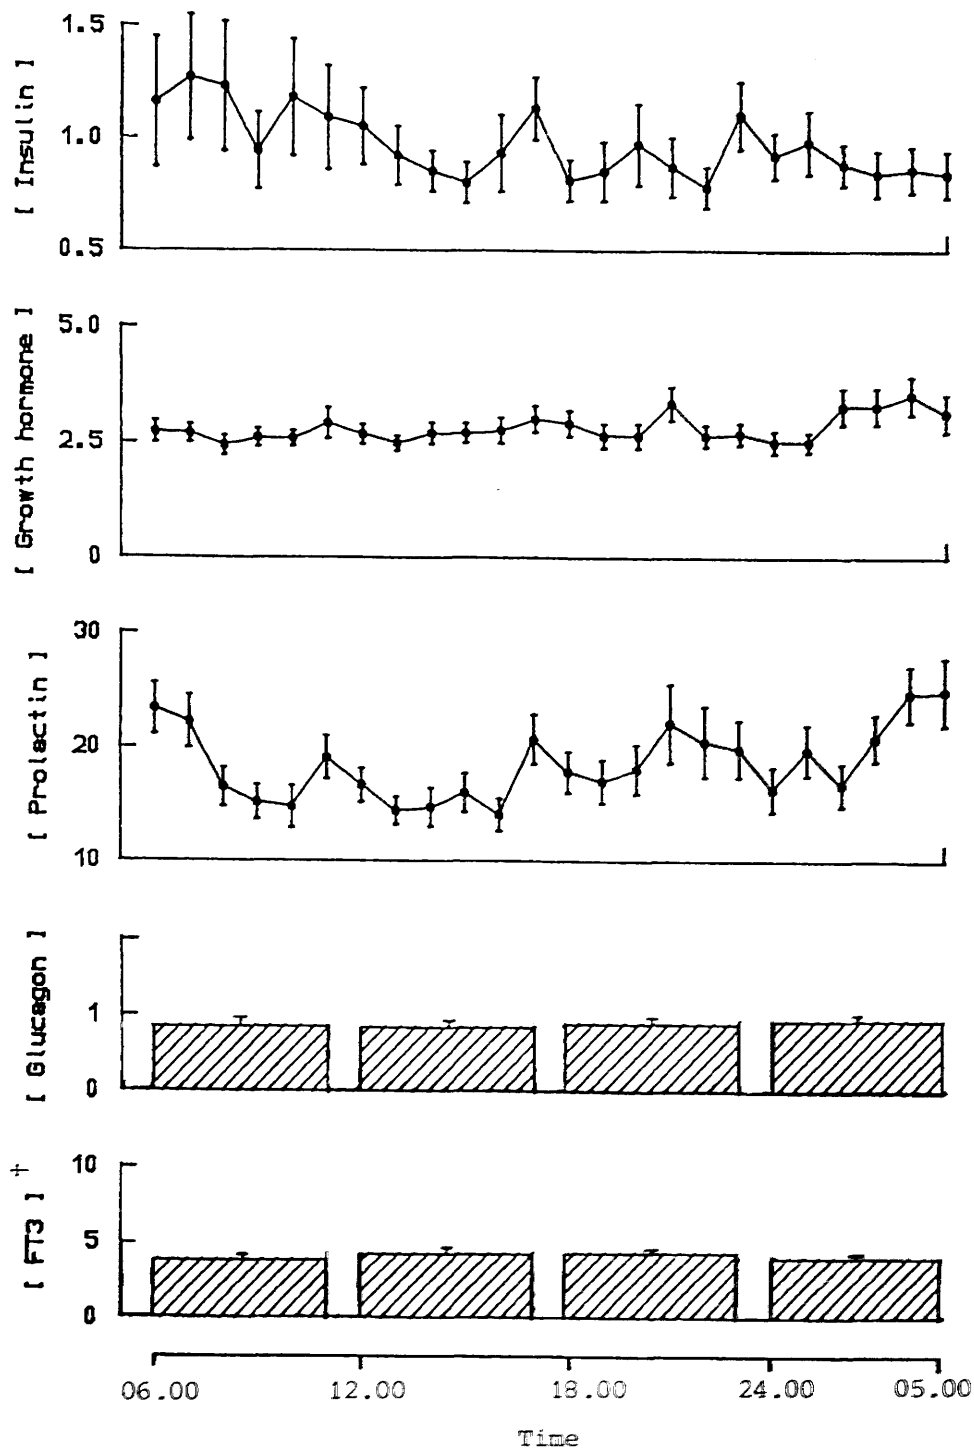 [ Insulin ]
1.5
1.0
0.5
[ Growth hormone ]
5.0
2.5
0
[ Prolactin ]
30
20
10
[ Glucagon ]
1
0
[ FT3 ] †
10
5
0
06.00 12.00 18.00 24.00 05.00
Time